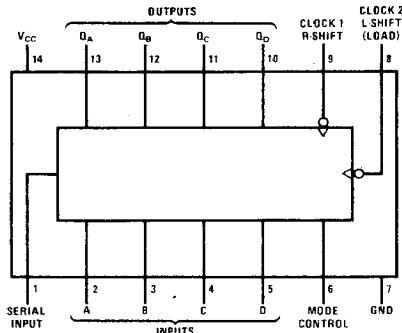 OUTPUTS
CLOCK 1
R-SHIFT
CLOCK 2
L-SHIFT
(LOAD)
VCC
QA
QB
QC
QD
14
13
12
11
10
9
8
1
2
3
4
5
6
7
SERIAL
INPUT
A
B
C
D
MODE
CONTROL
GND
INPUTS